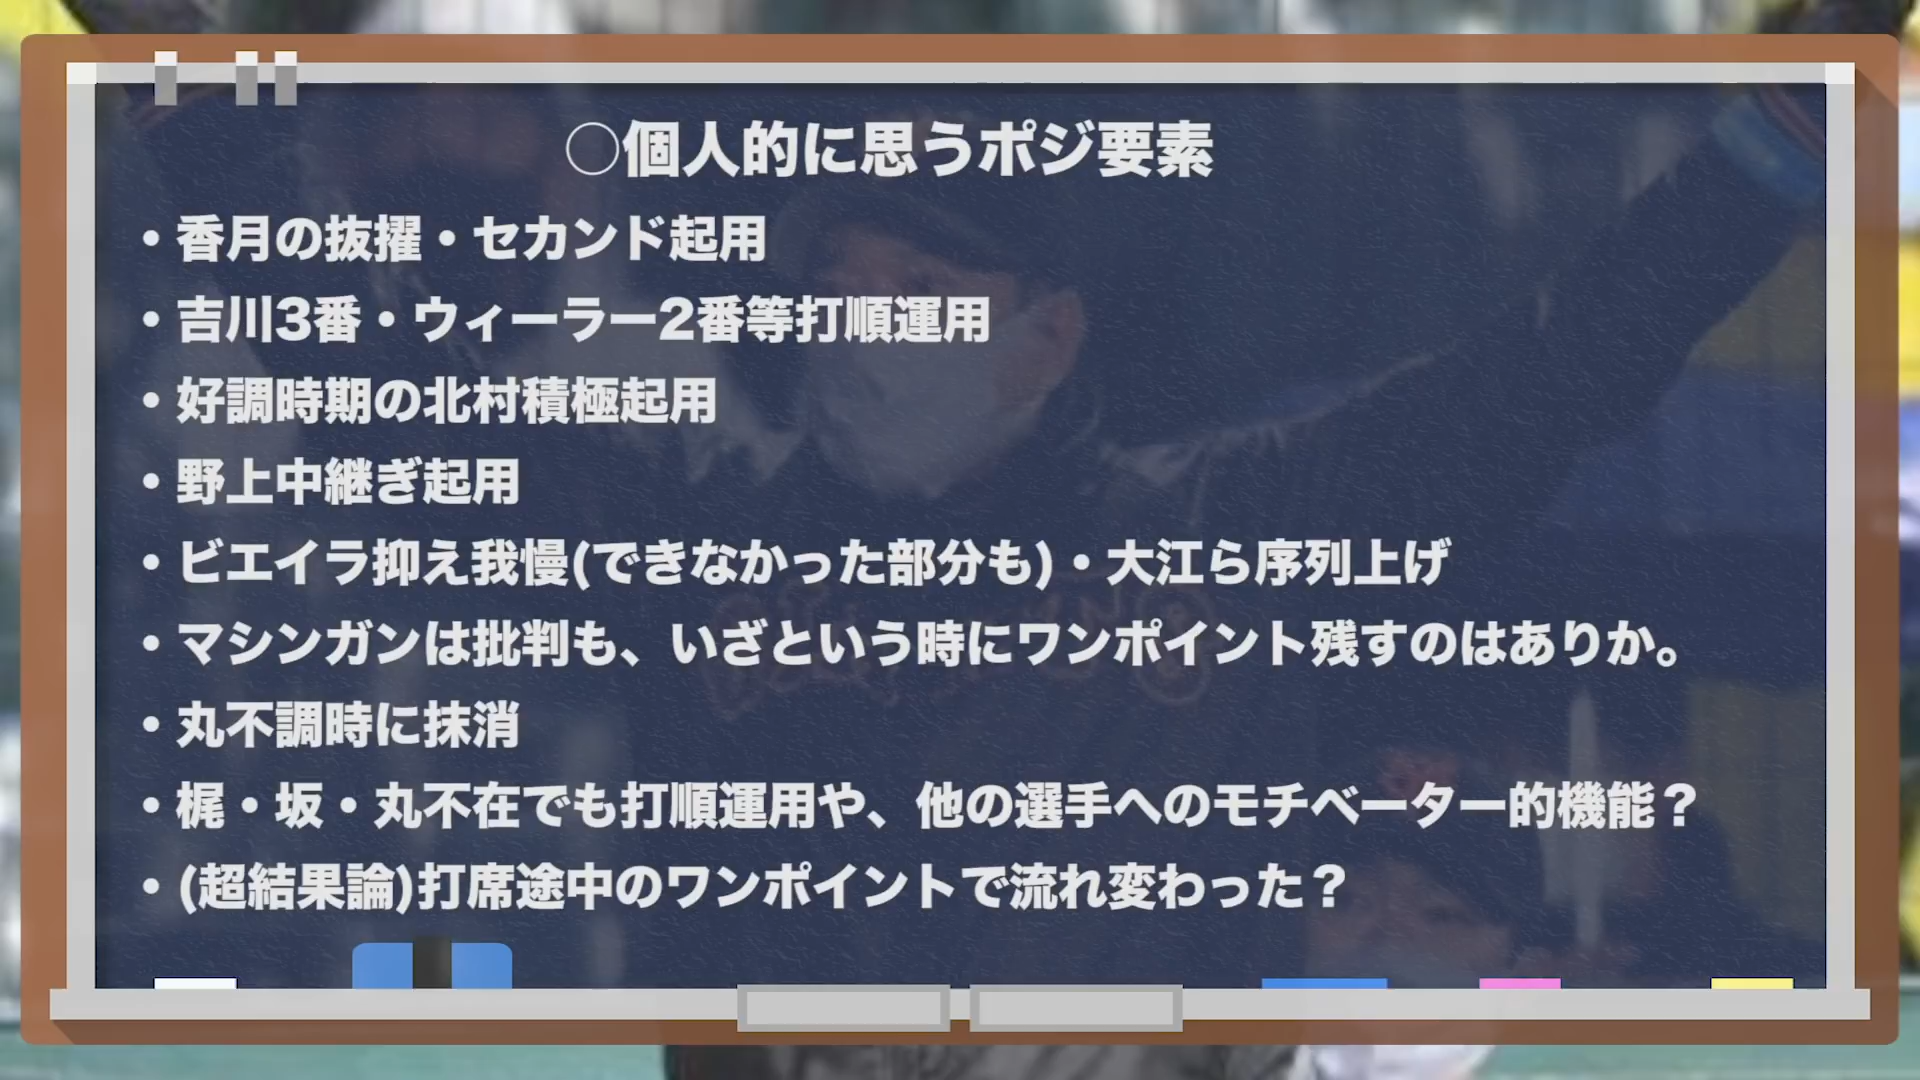 ○個人的に思うポジ要素
・香月の抜擢・セカンド起用
・吉川3番・ウィーラー2番等打順運用
・好調時期の北村積極起用
・野上中継ぎ起用
・ビエイラ抑え我慢(できなかった部分も)・大江ら序列上げ
・マシンガンは批判も、いざという時にワンポイント残すのはありか。
・丸不調時に抹消
・梶・坂・丸不在でも打順運用や、他の選手へのモチベーター的機能？
・(超結果論)打席途中のワンポイントで流れ変わった？